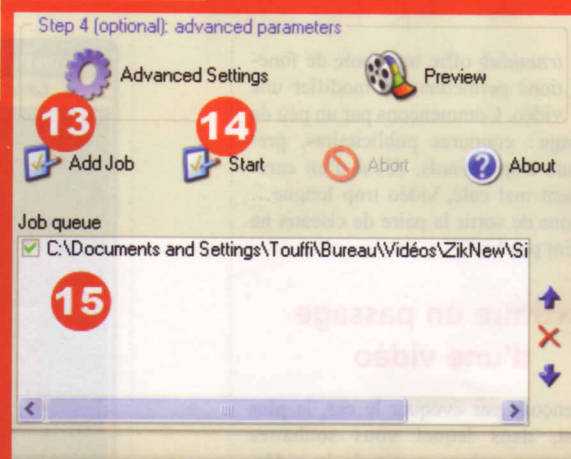 Step 4 (optional): advanced parameters
Advanced Settings
Preview
13
14
Add Job
Start
Abort
About
Job queue
C:\Documents and Settings\Touffi\Bureau\Vidéos\ZikNew\Si
15